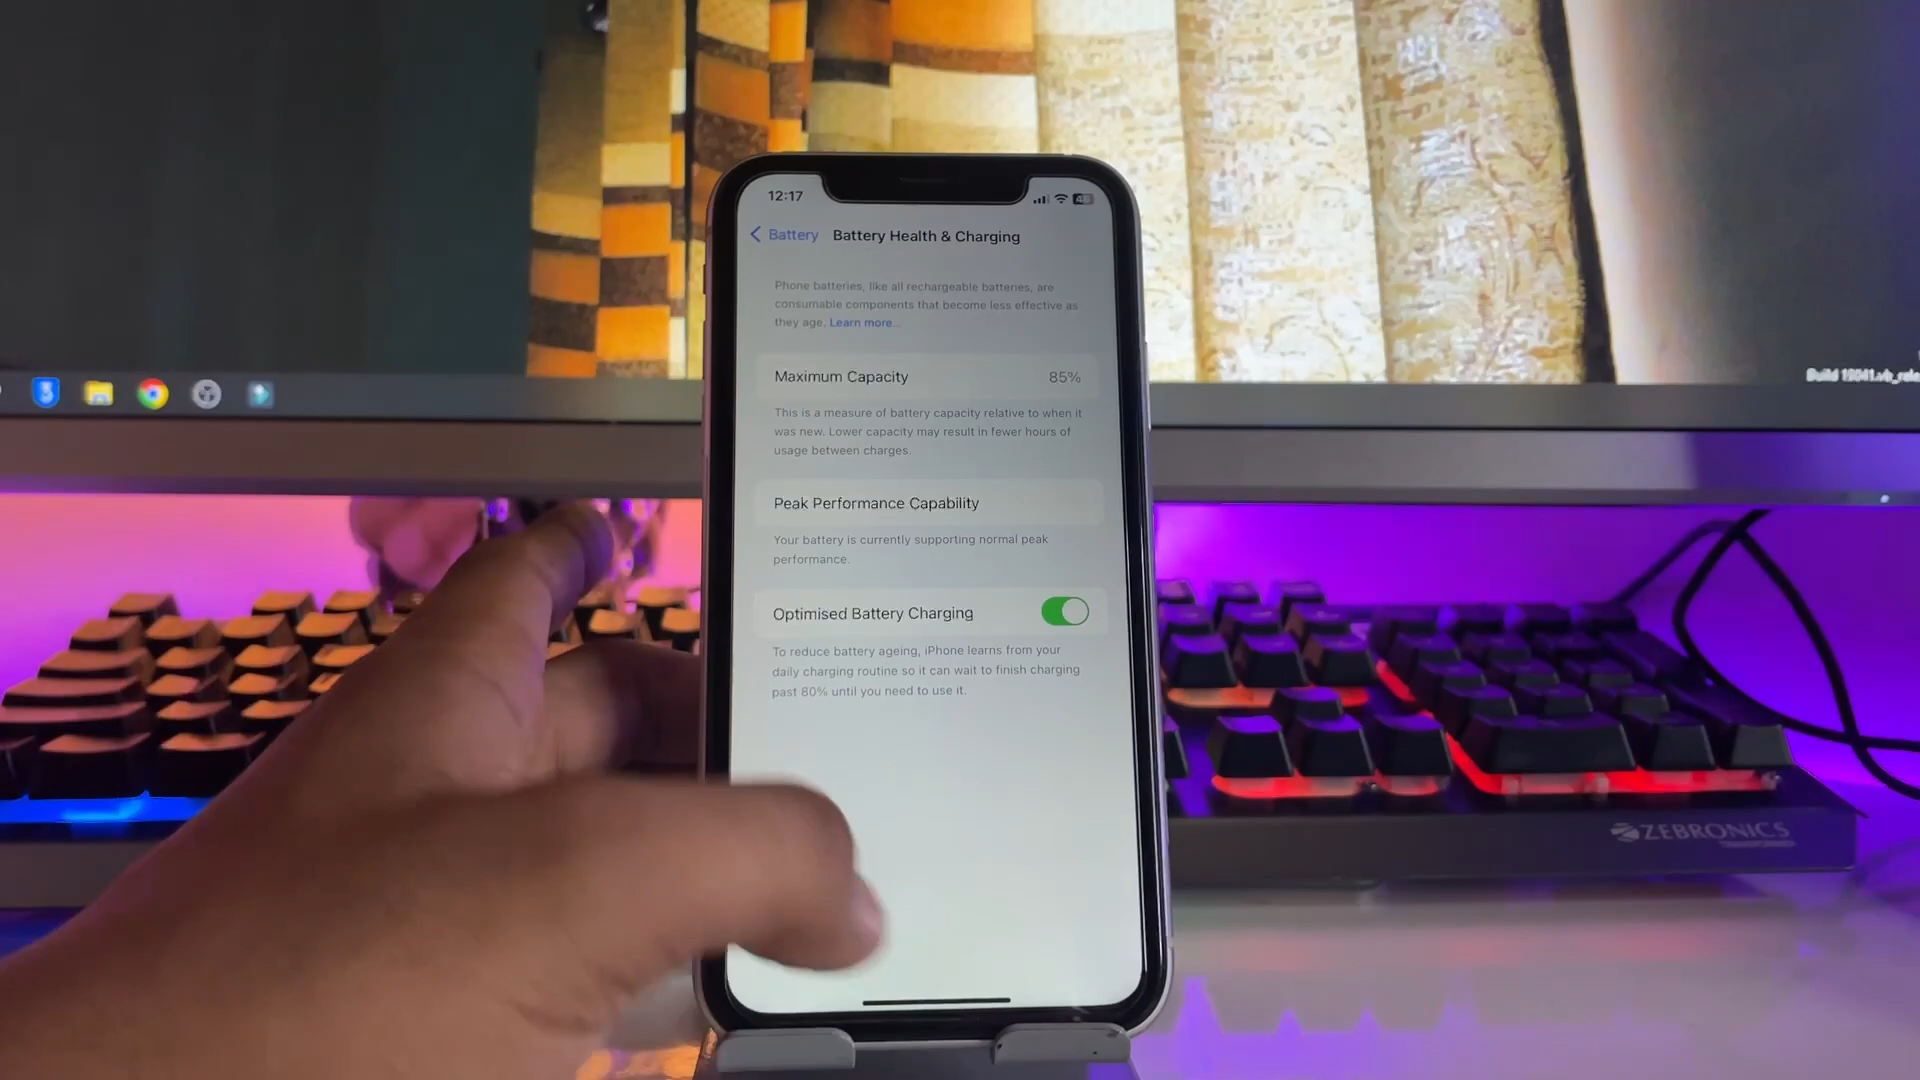 12:17
Battery
Battery Health & Charging
Phone batteries, like all rechargeable batteries, are
consumable components that become less effective as
they age. Learn more...
Maximum Capacity 85%
This is a measure of battery capacity relative to when it
was new. Lower capacity may result in fewer hours of
usage between charges.
Peak Performance Capability
Your battery is currently supporting normal peak
performance.
Optimised Battery Charging
To reduce battery ageing, iPhone learns from your
daily charging routine so it can wait to finish charging
past 80% until you need to use it.
Build
ZEBRONICS